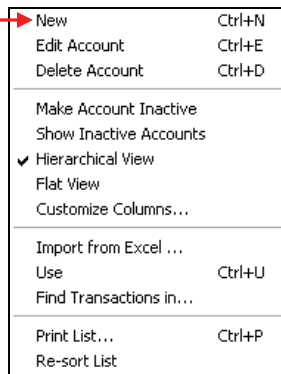 New Ctrl+N
Edit Account Ctrl+E
Delete Account Ctrl+D
Make Account Inactive
Show Inactive Accounts
Hierarchical View
Flat View
Customize Columns...
Import from Excel ...
Use Ctrl+U
Find Transactions in...
Print List... Ctrl+P
Re-sort List